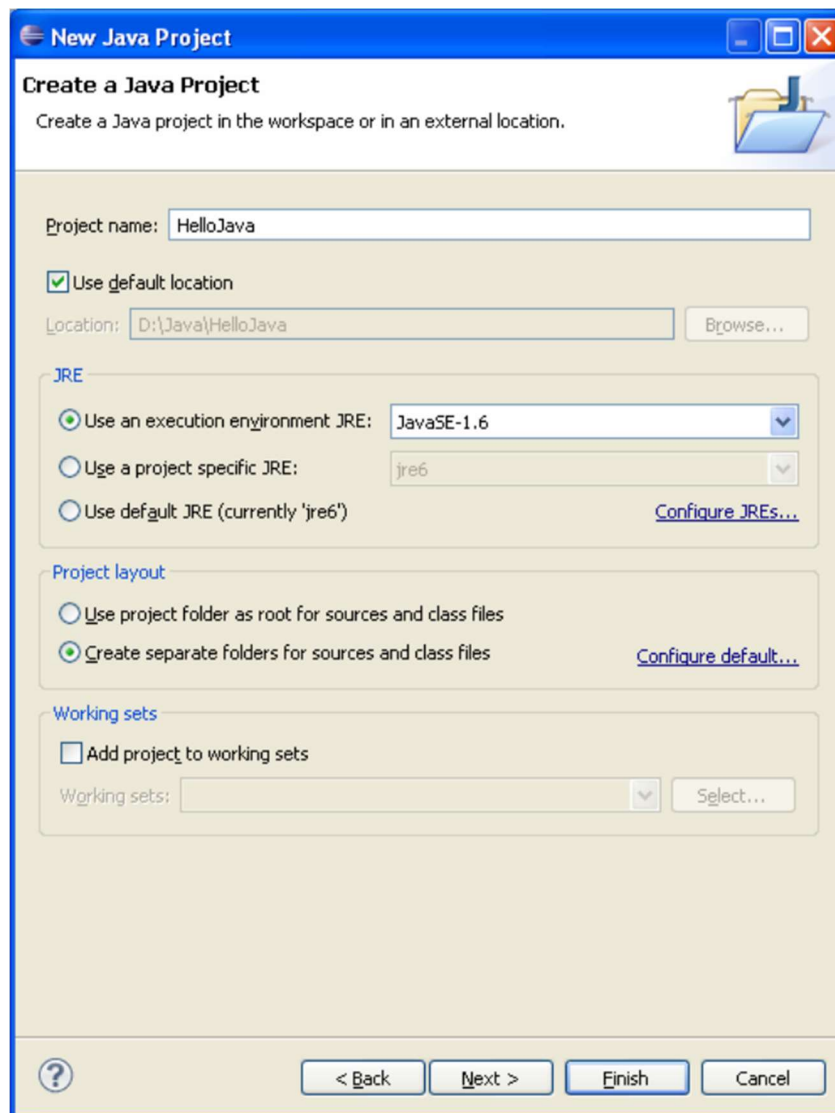 New Java Project
Create a Java Project
Create a Java project in the workspace or in an external location.
Project name: HelloJava
Use default location
Location: D:\Java\HelloJava Browse...
JRE
Use an execution environment JRE: JavaSE-1.6
Use a project specific JRE: jre6
Use default JRE (currently 'jre6') Configure JREs...
Project layout
Use project folder as root for sources and class files
Create separate folders for sources and class files Configure default...
Working sets
Add project to working sets
Working sets: Select...
? < Back Next > Finish Cancel